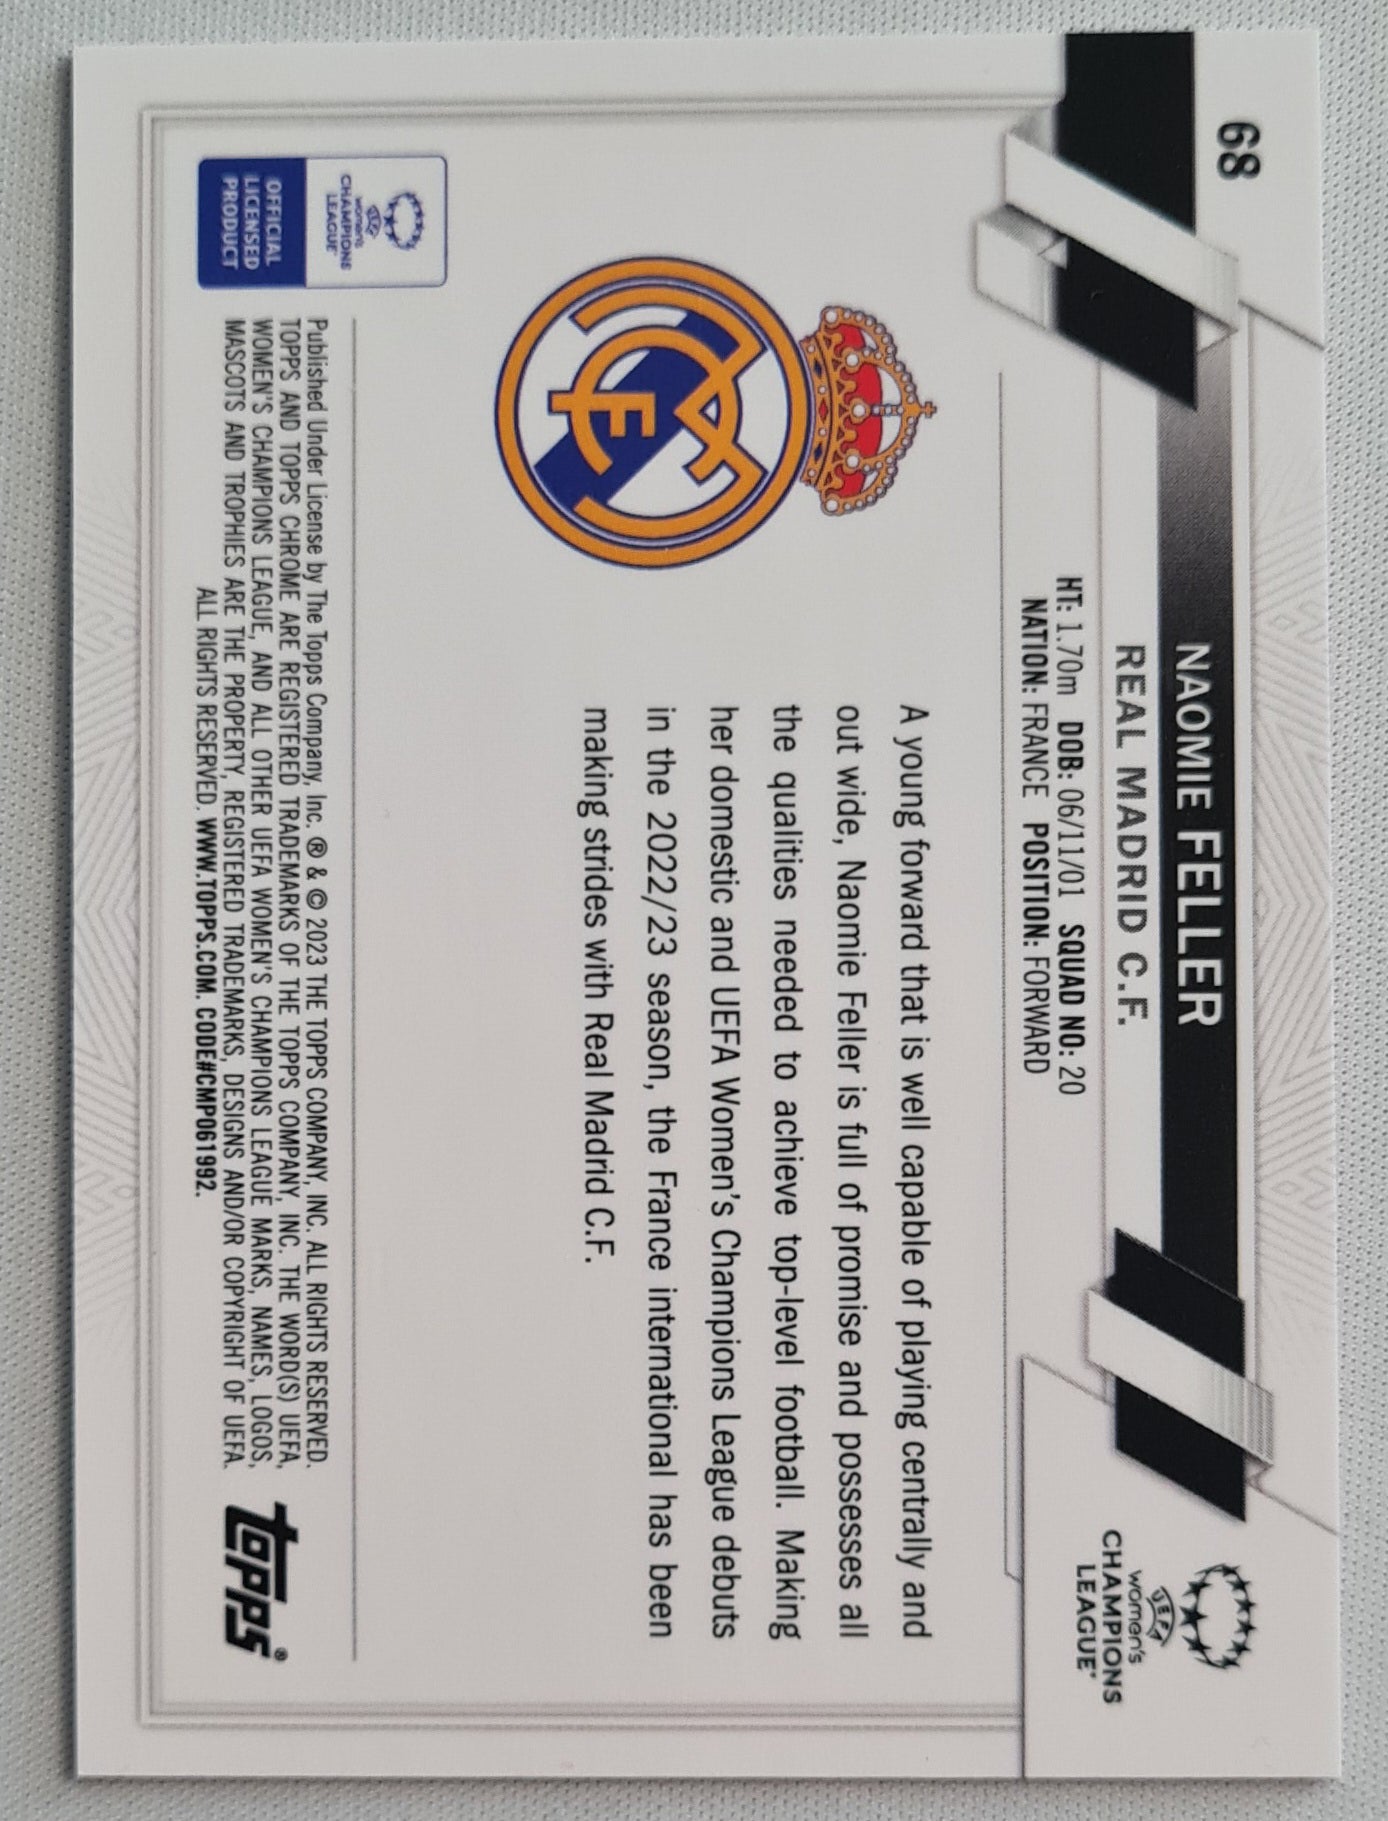 68
NAOMIE FELLER
REAL MADRID C.F.
HT: 1.70m DOB: 06/11/01 SQUAD NO: 20
NATION: FRANCE POSITION: FORWARD
UEFA
women's
CHAMPIONS
LEAGUE
A young forward that is well capable of playing centrally and
out wide, Naomie Feller is full of promise and possesses all
the qualities needed to achieve top-level football. Making
her domestic and UEFA Women's Champions League debuts
in the 2022/23 season, the France international has been
making strides with Real Madrid C.F.
UEFA
women's
CHAMPIONS
LEAGUE
OFFICIAL
LICENSED
PRODUCT
Published Under License by The Topps Company, Inc. ® & © 2023 THE TOPPS COMPANY, INC. ALL RIGHTS RESERVED.
TOPPS AND TOPPS CHROME ARE REGISTERED TRADEMARKS OF THE TOPPS COMPANY, INC. THE WORD(S) UEFA,
WOMEN'S CHAMPIONS LEAGUE, AND ALL OTHER UEFA WOMEN'S CHAMPIONS LEAGUE MARKS, NAMES, LOGOS,
MASCOTS AND TROPHIES ARE THE PROPERTY, REGISTERED TRADEMARKS, DESIGNS AND/OR COPYRIGHT OF UEFA.
ALL RIGHTS RESERVED. WWW.TOPPS.COM. CODE#CMP061992.
topps®